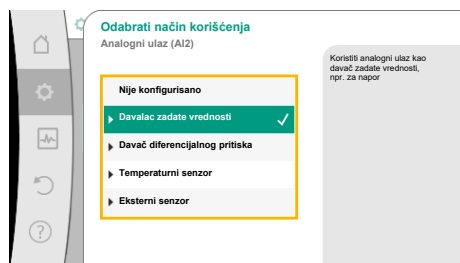 Odabrati način korišćenja
Analogni ulaz (AI2)
Koristiti analogni ulaz kao
davač zadate vrednosti,
npr. za napor
Nije konfigurisano
Davalac zadate vrednosti
Davač diferencijalnog pritiska
Temperaturni senzor
Eksterni senzor
?